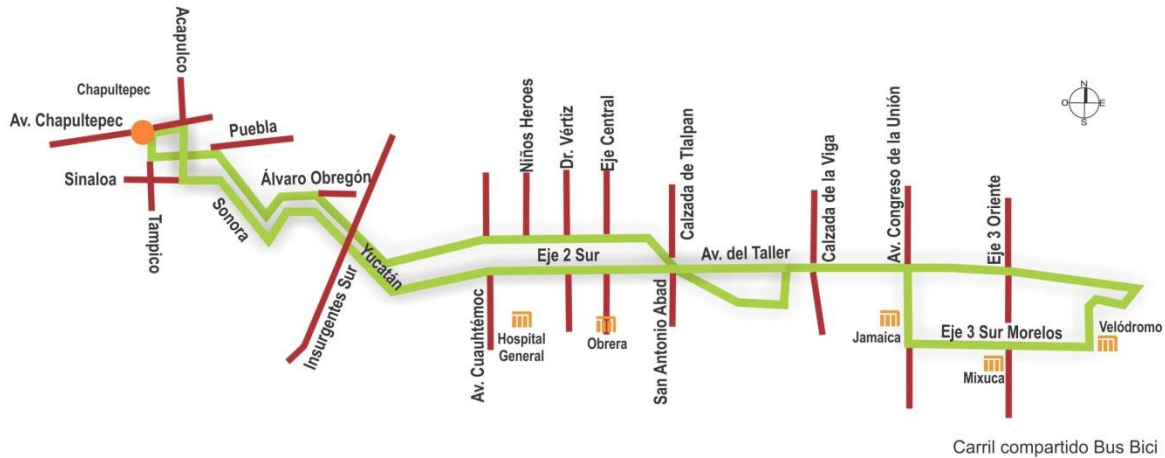 Acapulco
Chapultepec
Av. Chapultepec
Puebla
Sinaloa
Tampico
Sonora
Álvaro Obregón
Insurgentes Sur
Yucatán
Av. Cuauhtémoc
Niños Heroes
Dr. Vértiz
Eje Central
Calzada de Tlalpan
Eje 2 Sur
Hospital
General
Obrera
San Antonio Abad
Av. del Taller
Calzada de la Viga
Av. Congreso de la Unión
Eje 3 Oriente
Jamaica
Eje 3 Sur Morelos
Mixuca
Velódromo
N
O
E
S
Carril compartido Bus Bici